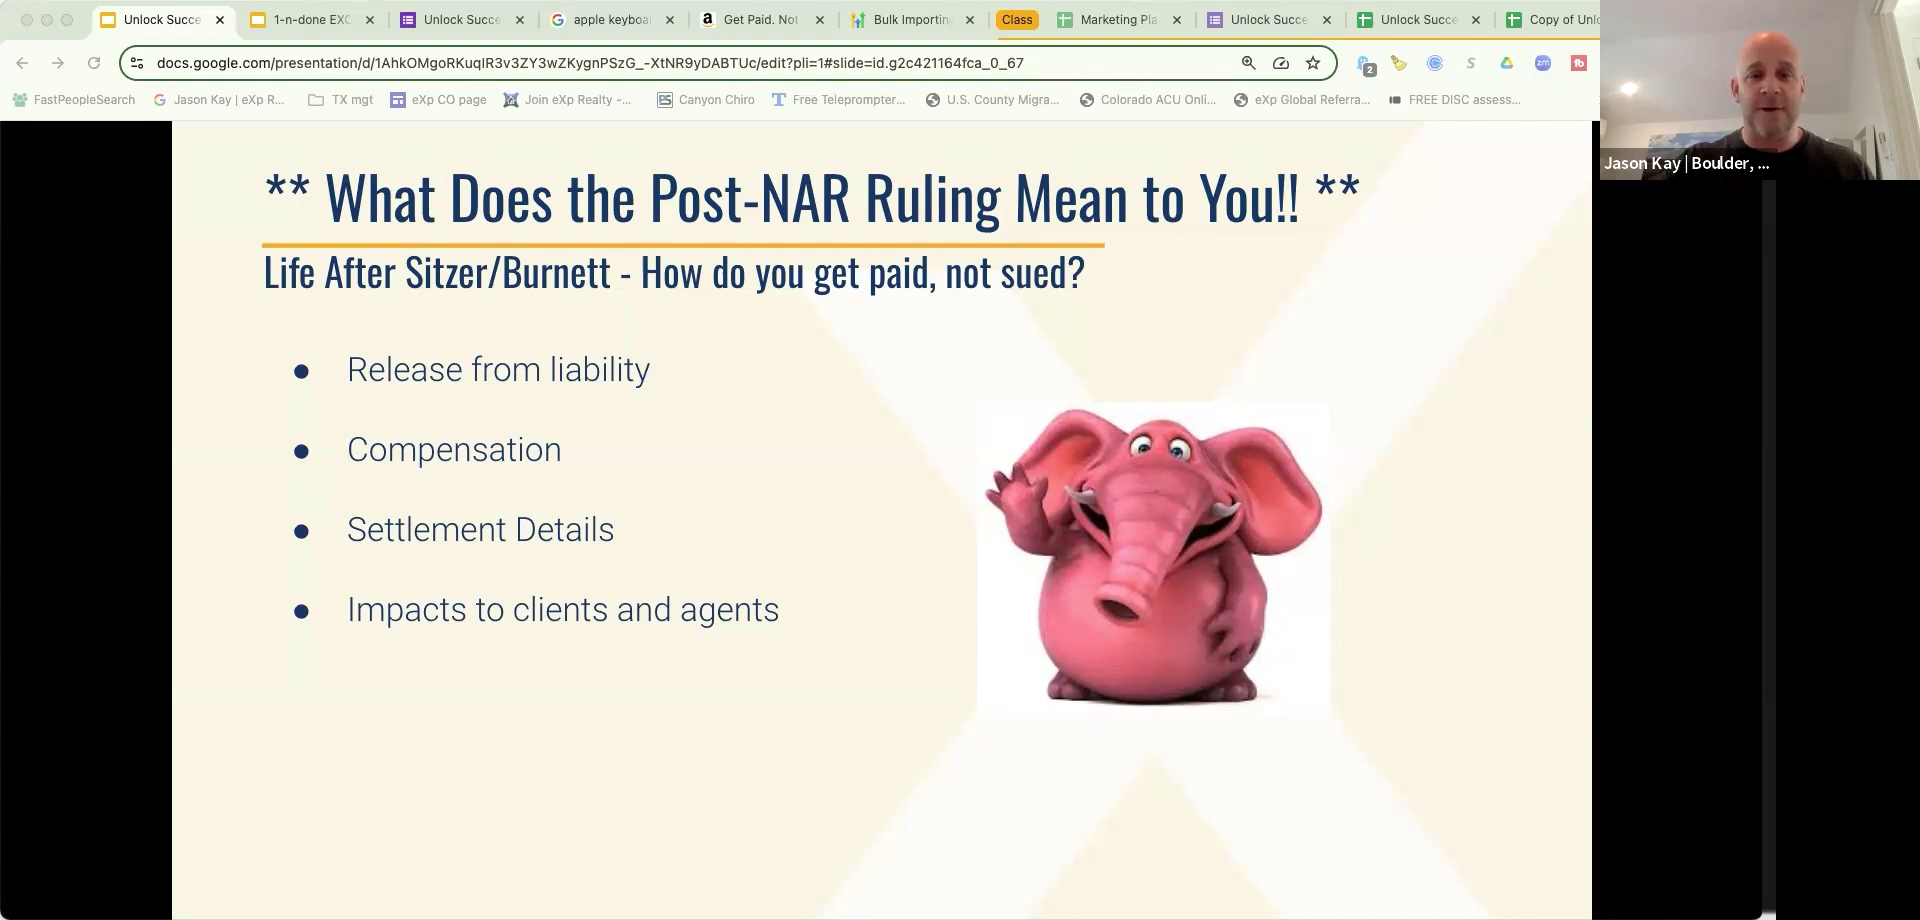 Unlock Succe
1-n-done EXC
Unlock Succe
apple keyboa
Get Paid. Not
Bulk Importin
Class
Marketing Pla
Unlock Succe
Unlock Succe
Copy of Unlo
docs.google.com/presentation/d/1AhkOMgoRKuqIR3v3ZY3wZKygnPSzG_-XtNR9yDABTUc/edit?pli=1#slide=id.g2c421164fca_0_67
2
S
zm
FastPeopleSearch
Jason Kay | eXp R...
TX mgt
eXp CO page
Join eXp Realty -...
Canyon Chiro
Free Teleprompter...
U.S. County Migra...
Colorado ACU Onli...
eXp Global Referra...
FREE DISC assess...
Jason Kay | Boulder, ...
** What Does the Post-NAR Ruling Mean to You!! **
Life After Sitzer/Burnett - How do you get paid, not sued?
● Release from liability
● Compensation
● Settlement Details
● Impacts to clients and agents